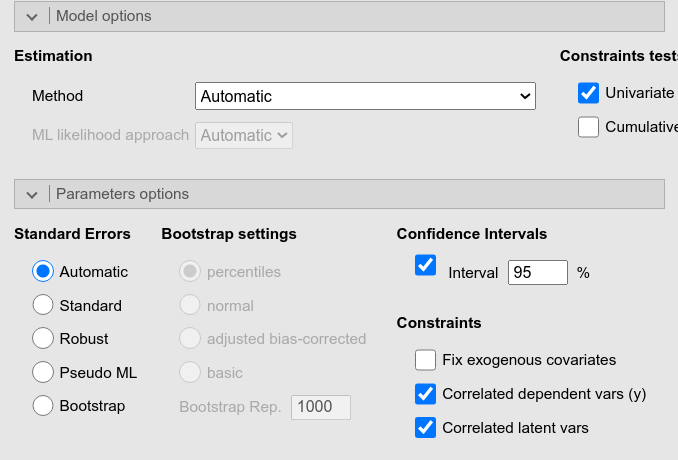 Model options
Estimation
Constraints tests
Method
Automatic
Univariate
ML likelihood approach
Automatic
Cumulative
Parameters options
Standard Errors
Bootstrap settings
Confidence Intervals
Automatic
percentiles
Interval
95
%
Standard
normal
Constraints
Robust
adjusted bias-corrected
Fix exogenous covariates
Pseudo ML
basic
Correlated dependent vars (y)
Bootstrap
Bootstrap Rep.
1000
Correlated latent vars